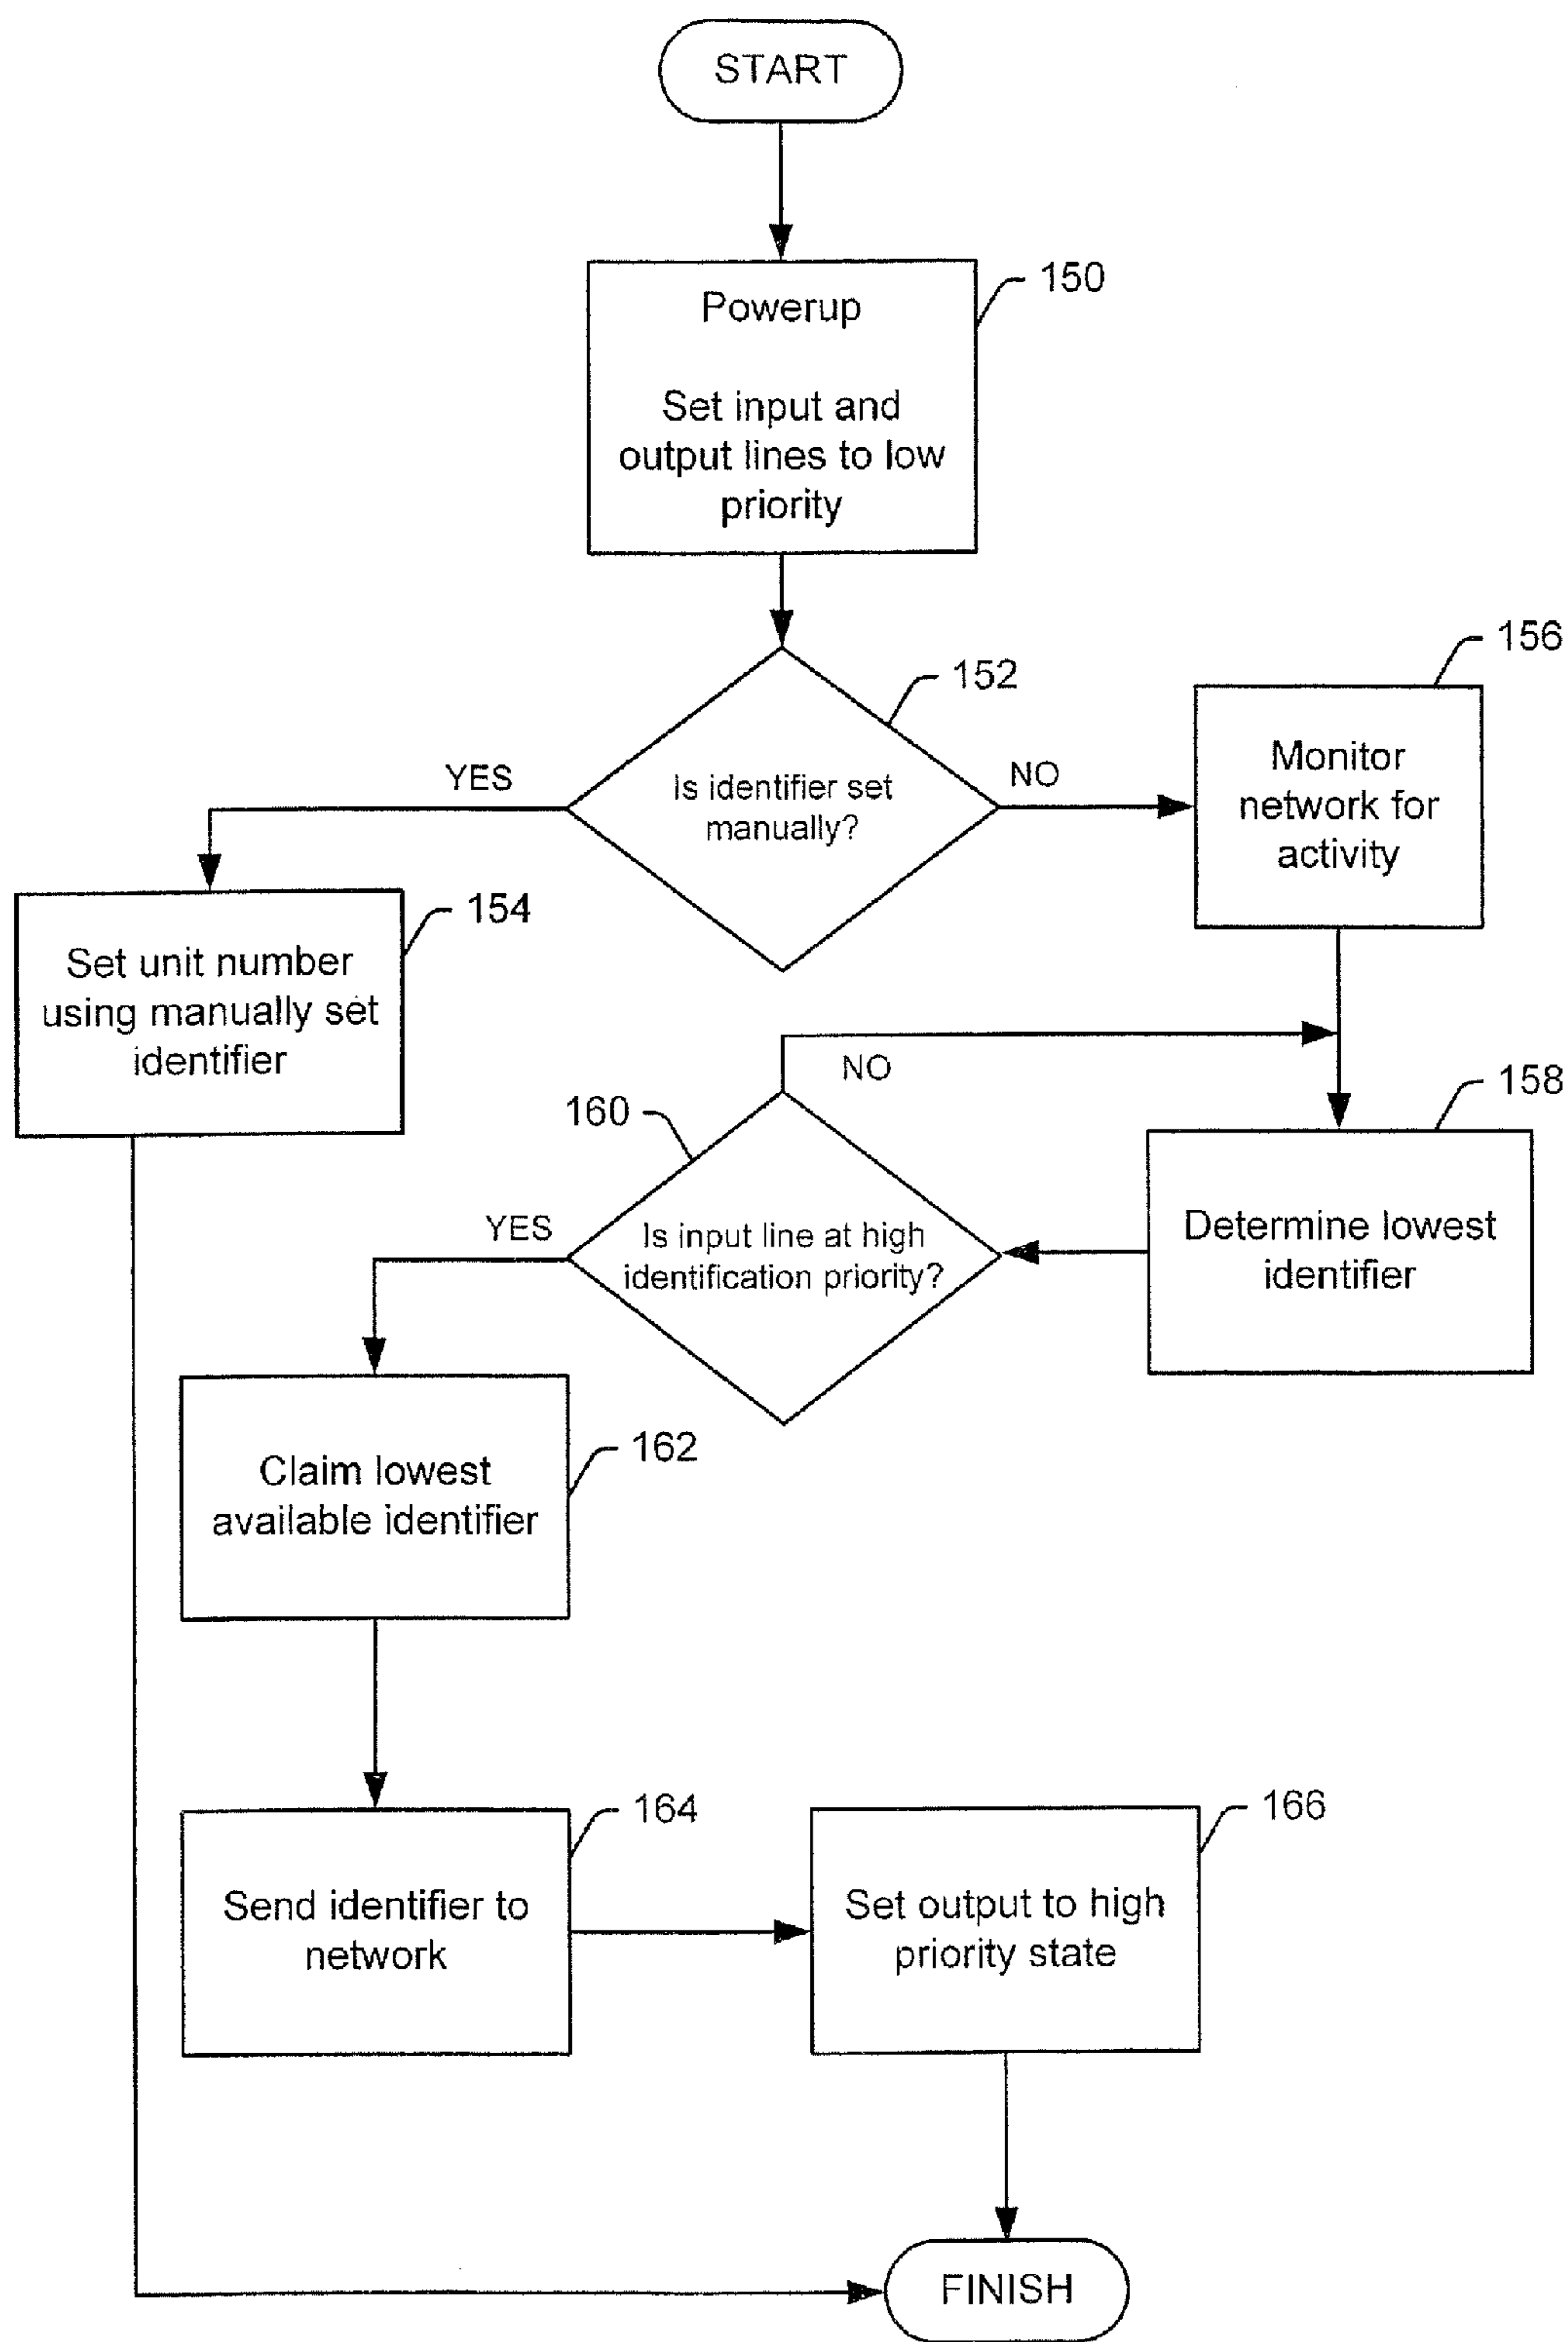 START
150
Powerup
Set input and
output lines to low
priority
152
156
Is identifier set
manually?
YES
NO
Monitor
network for
activity
154
Set unit number
using manually set
identifier
NO
158
160
Determine lowest
identifier
YES
Is input line at high
identification priority?
162
Claim lowest
available identifier
164
Send identifier to
network
166
Set output to high
priority state
FINISH